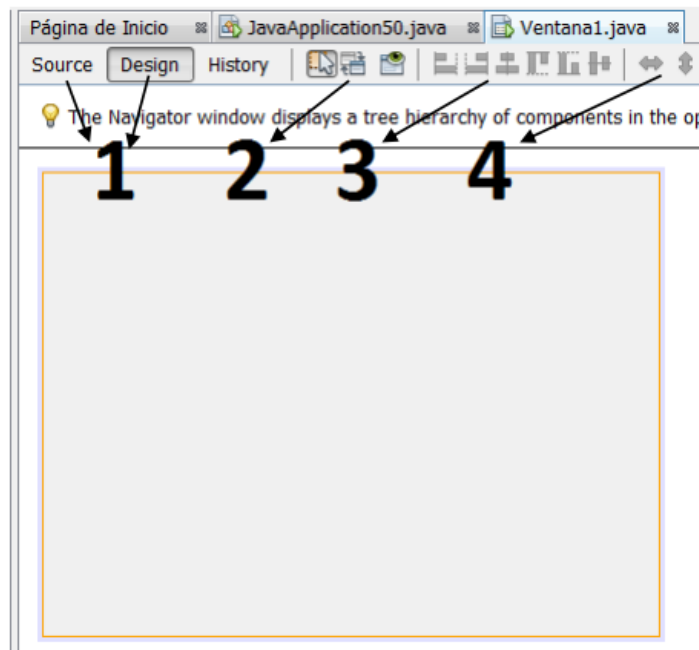 Página de Inicio JavaApplication50.java Ventana1.java
Source Design History
The Navigator window displays a tree hierarchy of components in the op
1 2 3 4